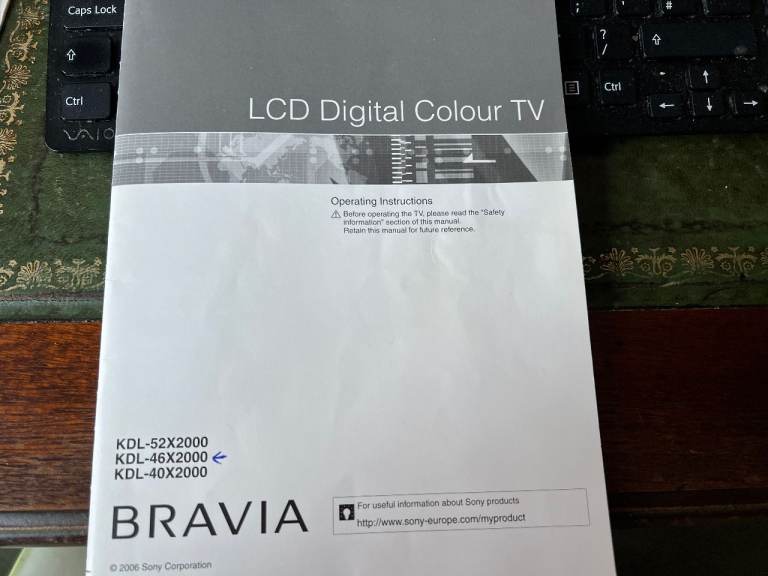 Caps Lock
;
'
#
?
/
Ctrl
Ctrl
VAIO
LCD Digital Colour TV
Operating Instructions
Before operating the TV, please read the "Safety
information" section of this manual.
Retain this manual for future reference.
KDL-52X2000
KDL-46X2000
KDL-40X2000
BRAVIA
For useful information about Sony products
http://www.sony-europe.com/myproduct
© 2006 Sony Corporation